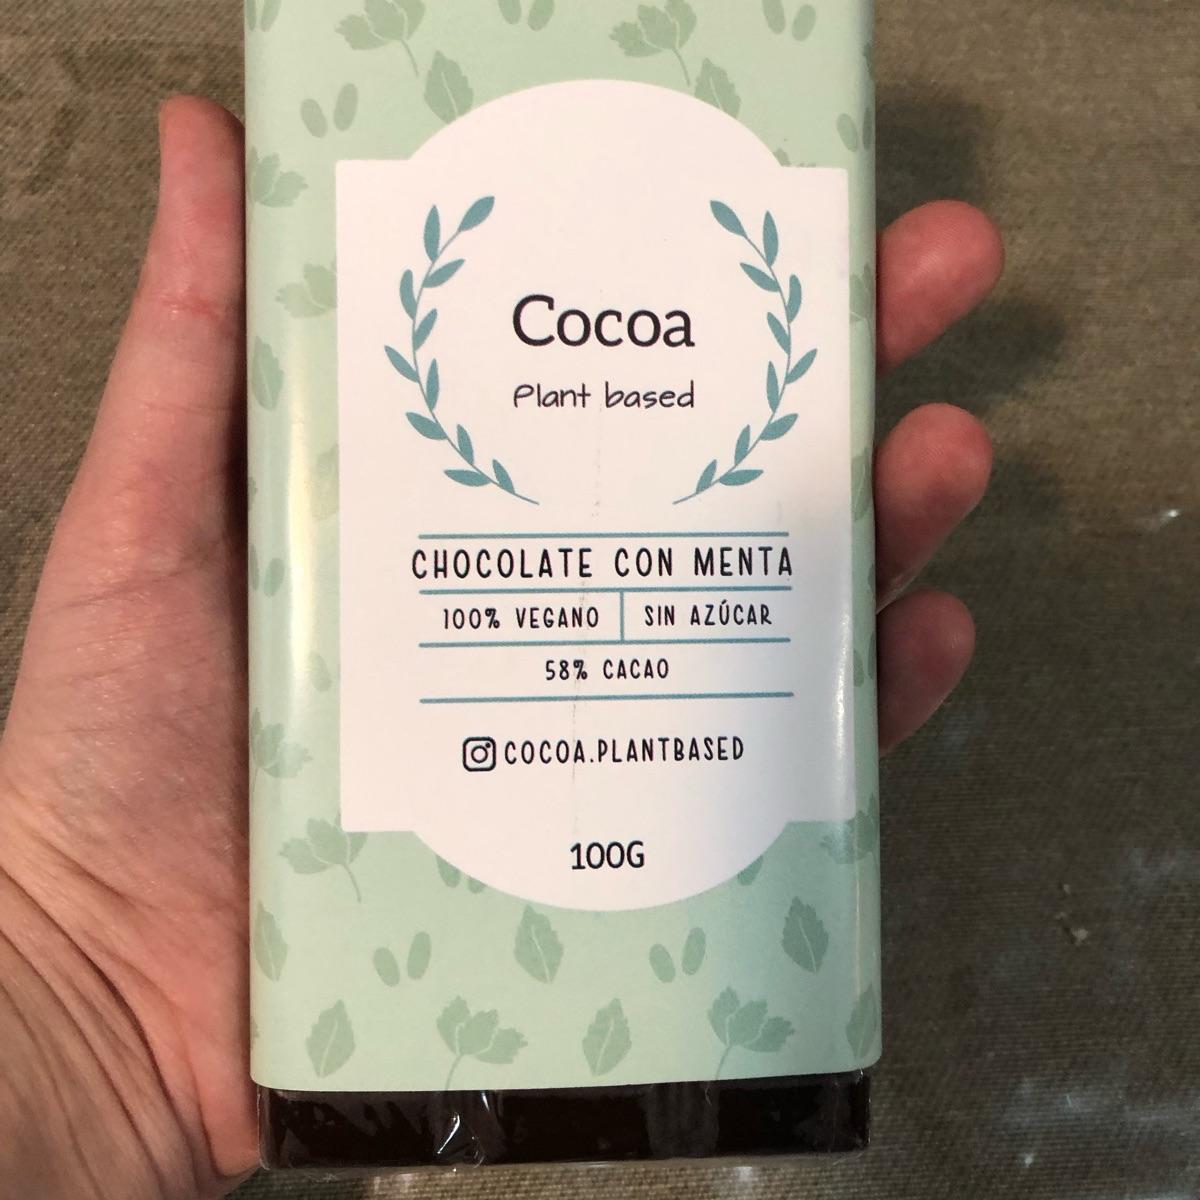 Cocoa
Plant based
CHOCOLATE CON MENTA
100% VEGANO SIN AZÚCAR
58% CACAO
COCOA.PLANTBASED
100G